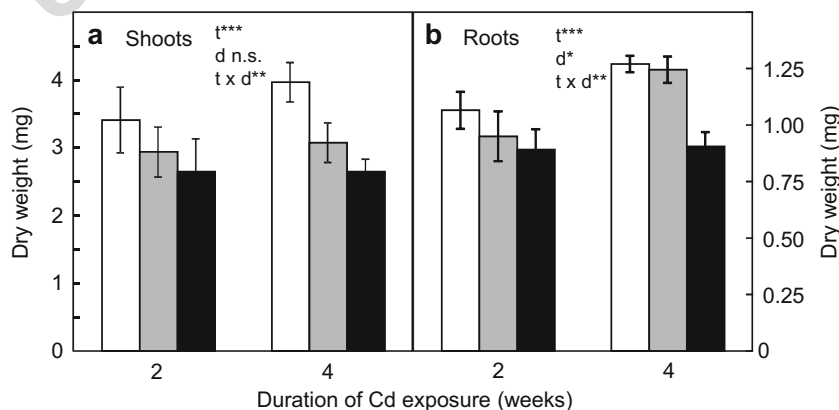 a Shoots
t***
d n.s.
t x d**
b Roots
t***
d*
t x d**
Dry weight (mg)
4
3
2
1
0
1.25
1.00
0.75
0.50
0.25
0
Dry weight (mg)
2
4
2
4
Duration of Cd exposure (weeks)